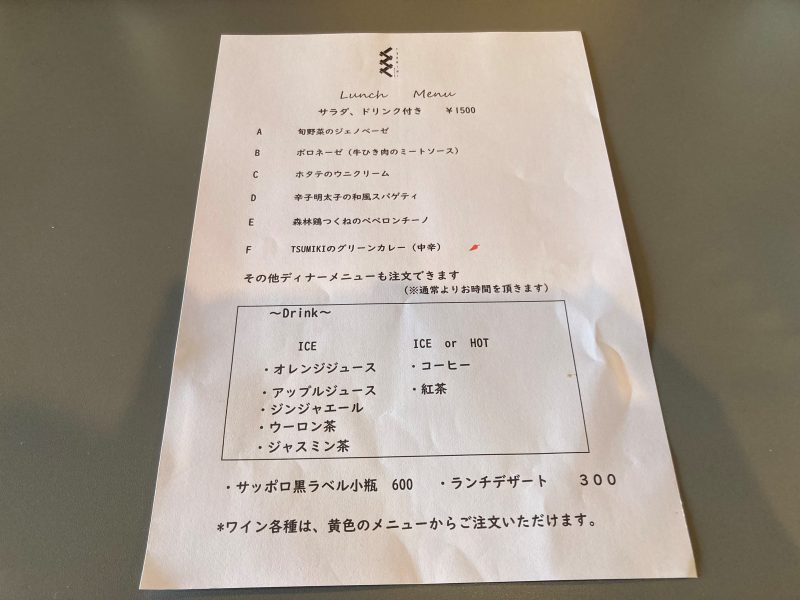 Lunch Menu
サラダ、ドリンク付き ￥1500
A 旬野菜のジェノベーゼ
B ボロネーゼ（牛ひき肉のミートソース）
C ホタテのウニクリーム
D 辛子明太子の和風スパゲティ
E 森林鶏つくねのペペロンチーノ
F TSUMIKIのグリーンカレー（中辛）
その他ディナーメニューも注文できます
（※通常よりお時間を頂きます）
～Drink～
ICE ICE or HOT
・オレンジジュース ・コーヒー
・アップルジュース ・紅茶
・ジンジャエール
・ウーロン茶
・ジャスミン茶
・サッポロ黒ラベル小瓶 600 ・ランチデザート ３００
*ワイン各種は、黄色のメニューからご注文いただけます。